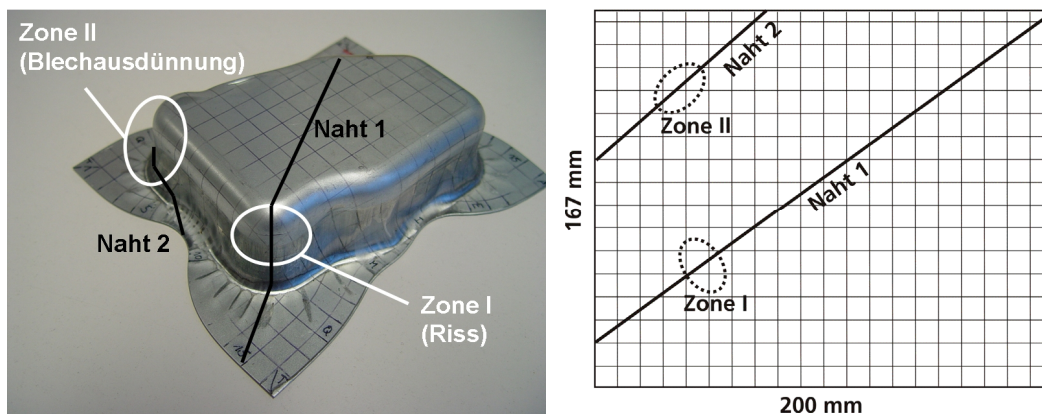 Zone II
(Blechausdünnung)
Naht 1
Naht 2
Zone I
(Riss)
Naht 2
Zone II
Naht 1
Zone I
167 mm
200 mm